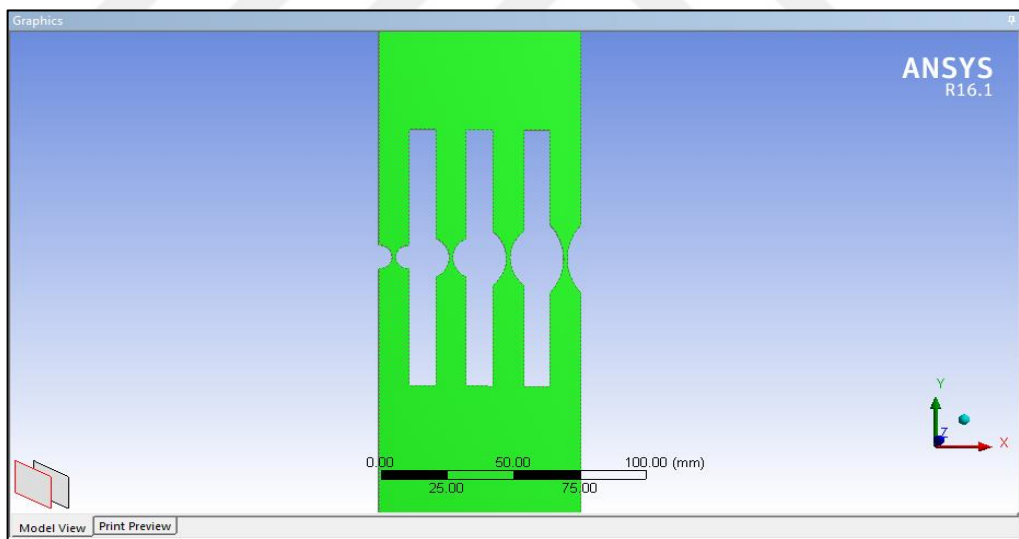 Graphics
ANSYS
R16.1
Y
Z
X
0.00 50.00 100.00 (mm)
25.00 75.00
Model View Print Preview